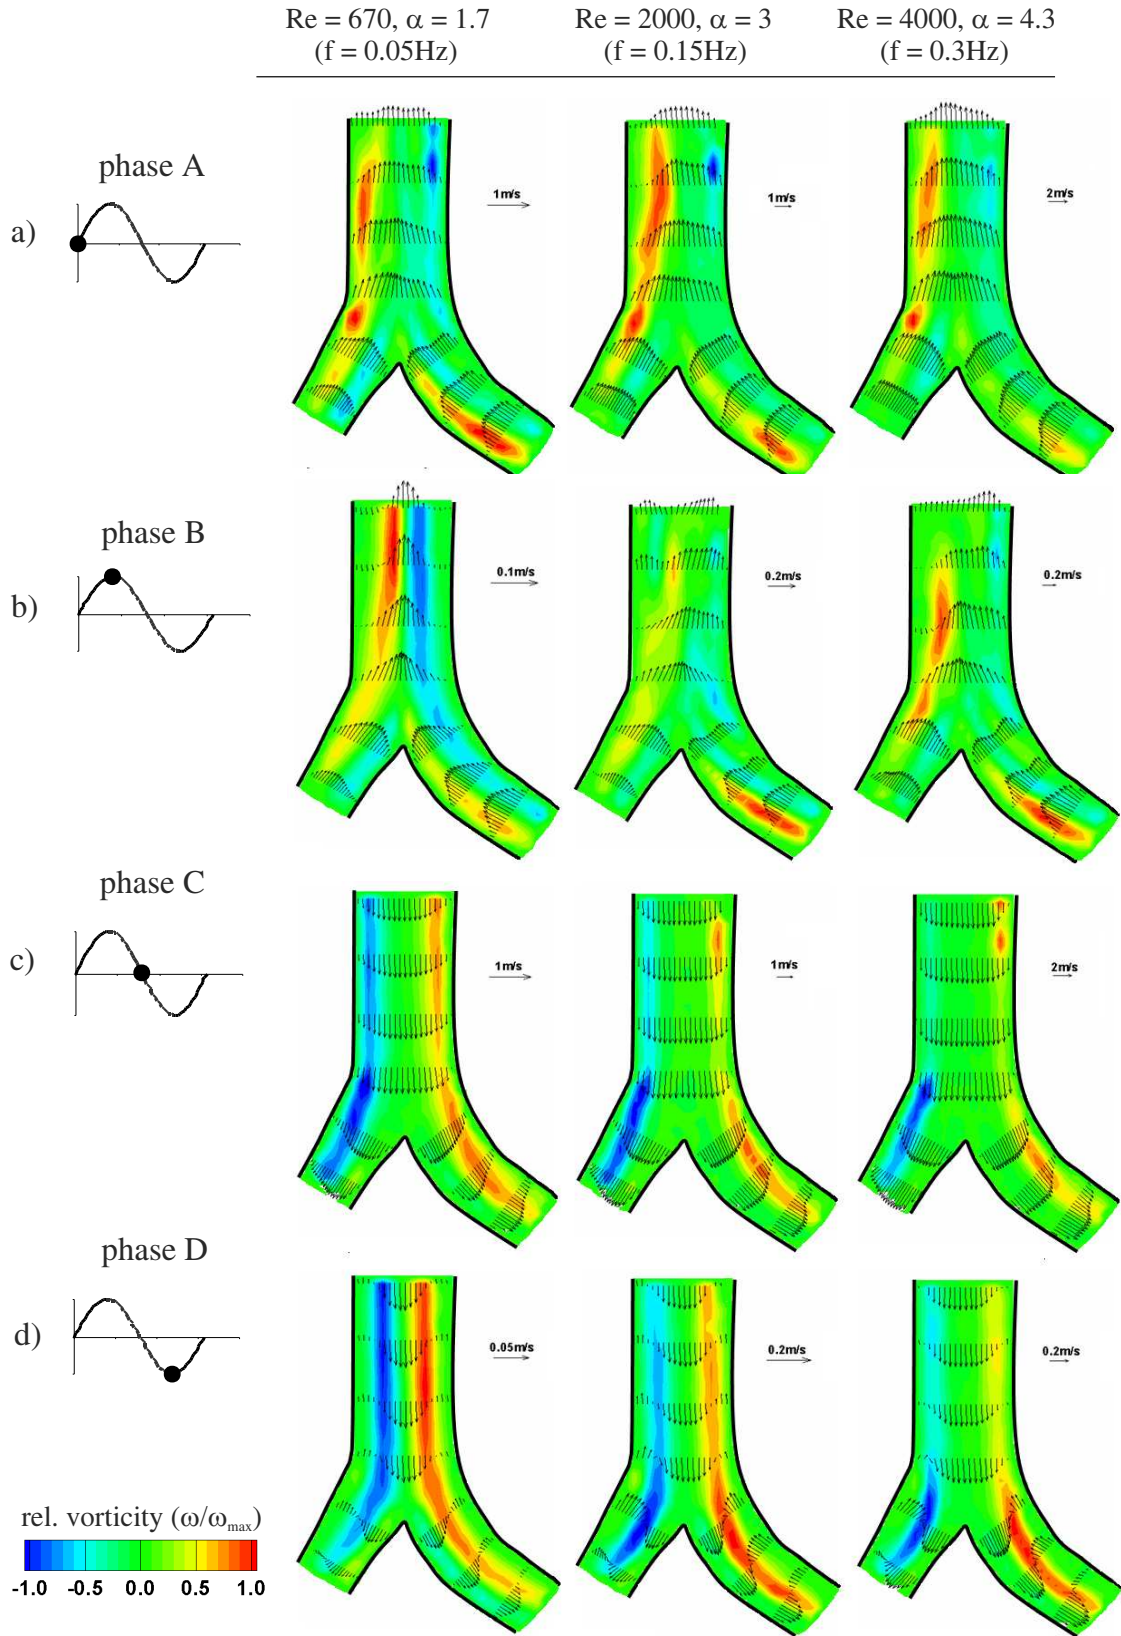 Re = 670, α = 1.7 Re = 2000, α = 3 Re = 4000, α = 4.3
(f = 0.05Hz) (f = 0.15Hz) (f = 0.3Hz)
phase A
a)
1m/s 1m/s 2m/s
phase B
b)
0.1m/s 0.2m/s 0.2m/s
phase C
c)
1m/s 1m/s 2m/s
phase D
d)
0.05m/s 0.2m/s 0.2m/s
rel. vorticity (ω/ωmax)
-1.0 -0.5 0.0 0.5 1.0